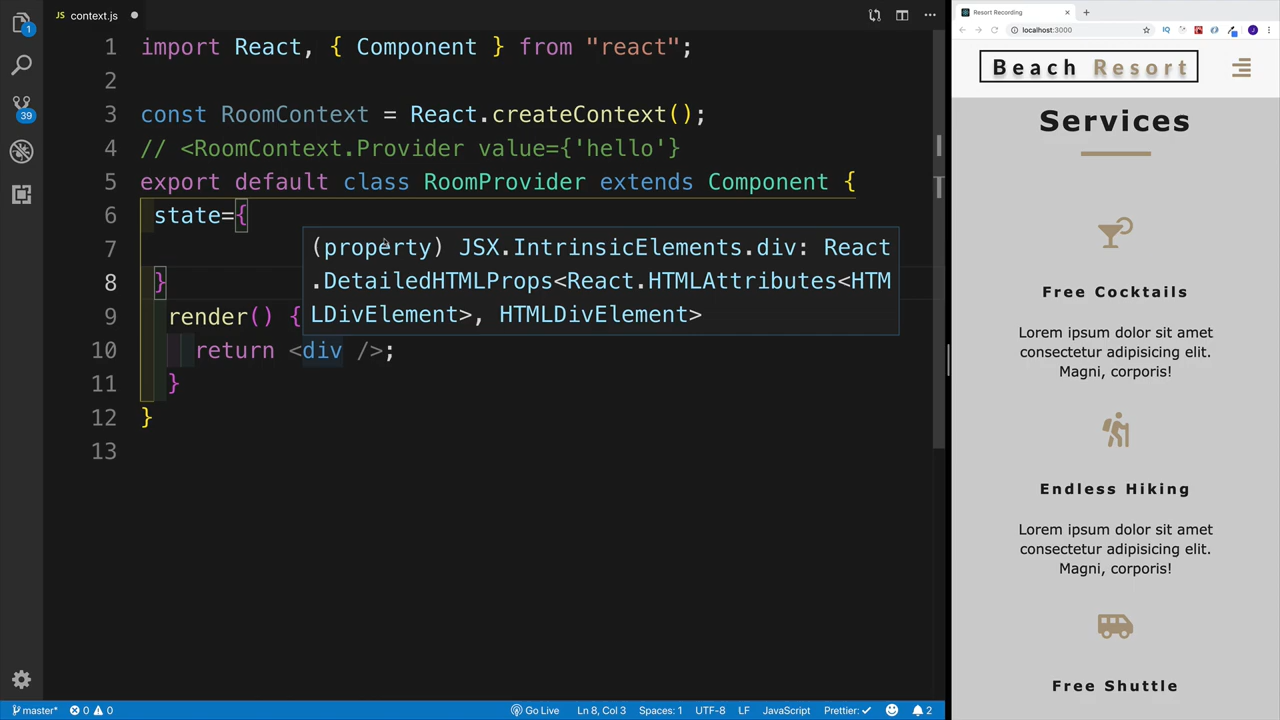 context.js
1 import React, { Component } from "react";
2
3 const RoomContext = React.createContext();
4 // <RoomContext.Provider value={'hello'}
5 export default class RoomProvider extends Component {
6 state={
7
(property) JSX.IntrinsicElements.div: React
.DetailedHTMLProps<React.HTMLAttributes<HTM
LDivElement>, HTMLDivElement>
8 }
9 render() {
10 return <div />;
11 }
12 }
13
1
39
master*
0 0
Go Live
Ln 8, Col 3
Spaces: 1
UTF-8
LF
JavaScript
Prettier: ✓
2
Resort Recording
localhost:3000
IQ
J
Beach Resort
Services
Free Cocktails
Lorem ipsum dolor sit amet
consectetur adipisicing elit.
Magni, corporis!
Endless Hiking
Lorem ipsum dolor sit amet
consectetur adipisicing elit.
Magni, corporis!
Free Shuttle